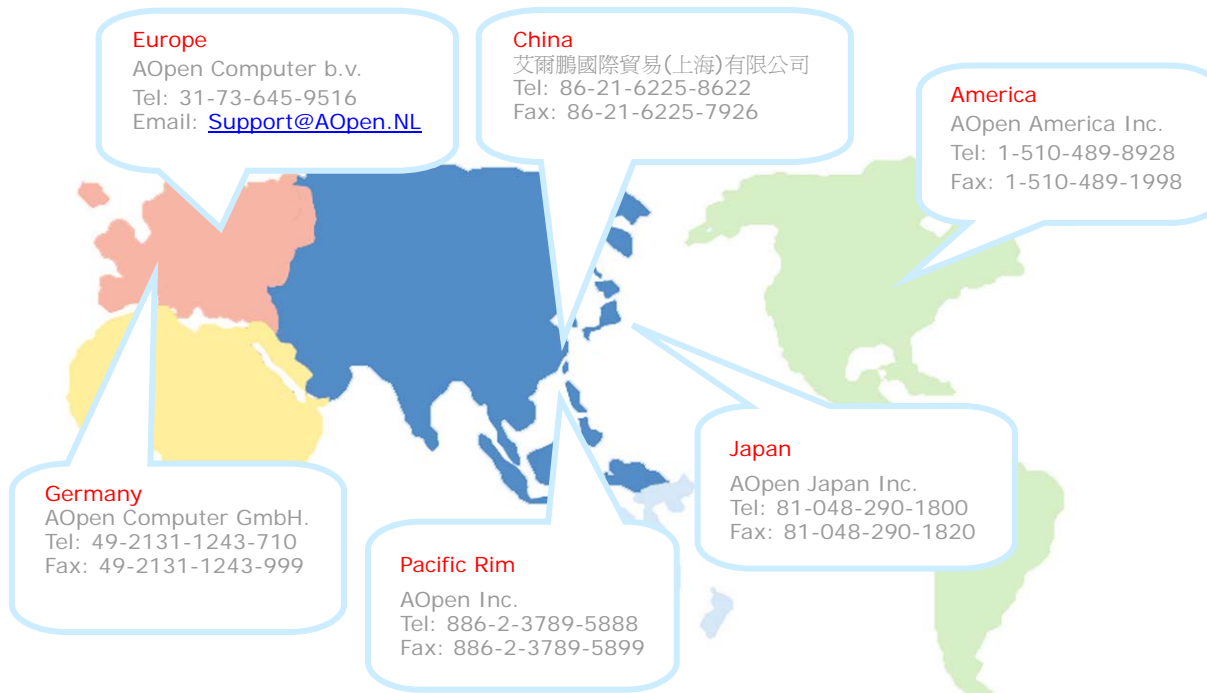 Europe
AOpen Computer b.v.
Tel: 31-73-645-9516
Email: Support@AOpen.NL
China
艾爾鵬國際貿易(上海)有限公司
Tel: 86-21-6225-8622
Fax: 86-21-6225-7926
America
AOpen America Inc.
Tel: 1-510-489-8928
Fax: 1-510-489-1998
Germany
AOpen Computer GmbH.
Tel: 49-2131-1243-710
Fax: 49-2131-1243-999
Pacific Rim
AOpen Inc.
Tel: 886-2-3789-5888
Fax: 886-2-3789-5899
Japan
AOpen Japan Inc.
Tel: 81-048-290-1800
Fax: 81-048-290-1820